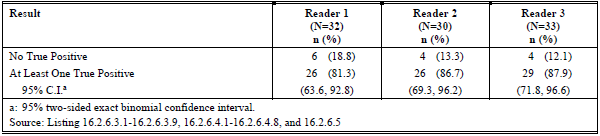 Result Reader 1 Reader 2 Reader 3
(N=32) (N=30) (N=33)
n (%) n (%) n (%)
No True Positive 6 (18.8) 4 (13.3) 4 (12.1)
At Least One True Positive 26 (81.3) 26 (86.7) 29 (87.9)
95% C.I.a (63.6, 92.8) (69.3, 96.2) (71.8, 96.6)
a: 95% two-sided exact binomial confidence interval.
Source: Listing 16.2.6.3.1-16.2.6.3.9, 16.2.6.4.1-16.2.6.4.8, and 16.2.6.5